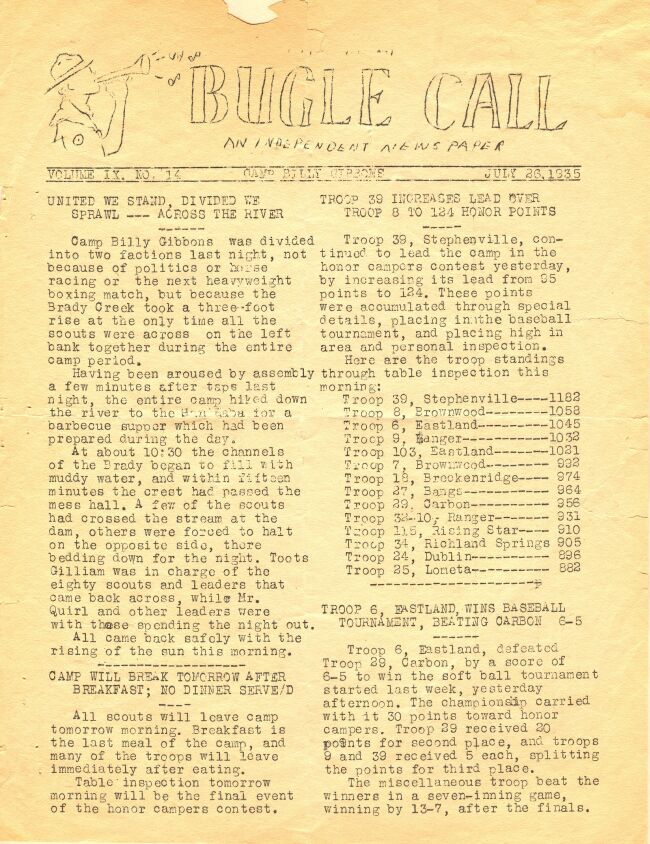 BUGLE CALL
AN INDEPENDENT NEWSPAPER
VOLUME IX. NO. 14 CAMP BILLY GIBBONS JULY 26, 1935
UNITED WE STAND, DIVIDED WE
SPRAWL --- ACROSS THE RIVER
------
Camp Billy Gibbons was divided
into two factions last night, not
because of politics or horse
racing or the next heavyweight
boxing match, but because the
Brady Creek took a three-foot
rise at the only time all the
scouts were across on the left
bank together during the entire
camp period.
Having been aroused by assembly
a few minutes after taps last
night, the entire camp hiked down
the river to the for a
barbecue supper which had been
prepared during the day.
At about 10:30 the channels
of the Brady began to fill with
muddy water, and within fifteen
minutes the crest had passed the
mess hall. A few of the scouts
had crossed the stream at the
dam, others were forced to halt
on the opposite side, there
bedding down for the night. Toots
Gilliam was in charge of the
eighty scouts and leaders that
came back across, while Mr.
Quirl and other leaders were
with those spending the night out.
All came back safely with the
rising of the sun this morning.
------------------
CAMP WILL BREAK TOMORROW AFTER
BREAKFAST; NO DINNER SERVE/D
----
All scouts will leave camp
tomorrow morning. Breakfast is
the last meal of the camp, and
many of the troops will leave
immediately after eating.
Table inspection tomorrow
morning will be the final event
of the honor campers contest.
TROOP 39 INCREASES LEAD OVER
TROOP 8 TO 124 HONOR POINTS
-----
Troop 39, Stephenville, con-
tinued to lead the camp in the
honor campers contest yesterday,
by increasing its lead from 95
points to 124. These points
were accumulated through special
details, placing in the baseball
tournament, and placing high in
area and personal inspection.
Here are the troop standings
through table inspection this
morning:
Troop 39, Stephenville----1182
Troop 8, Brownwood--------1058
Troop 6, Eastland---------1045
Troop 9, Ranger-----------1032
Troop 103, Eastland-------1021
Troop 7, Brownwood-------- 992
Troop 18, Breckenridge---- 974
Troop 27, Bangs----------- 964
Troop 29, Carbon---------- 956
Troop 32-10, Ranger------- 931
Troop 115, Rising Star---- 910
Troop 34, Richland Springs 905
Troop 24, Dublin---------- 896
Troop 25, Lometa---------- 882
------------------------
TROOP 6, EASTLAND, WINS BASEBALL
TOURNAMENT, BEATING CARBON 6-5
------
Troop 6, Eastland, defeated
Troop 29, Carbon, by a score of
6-5 to win the soft ball tournament
started last week, yesterday
afternoon. The championship carried
with it 30 points toward honor
campers. Troop 29 received 20
points for second place, and troops
9 and 39 received 5 each, splitting
the points for third place.
The miscellaneous troop beat the
winners in a seven-inning game,
winning by 13-7, after the finals.